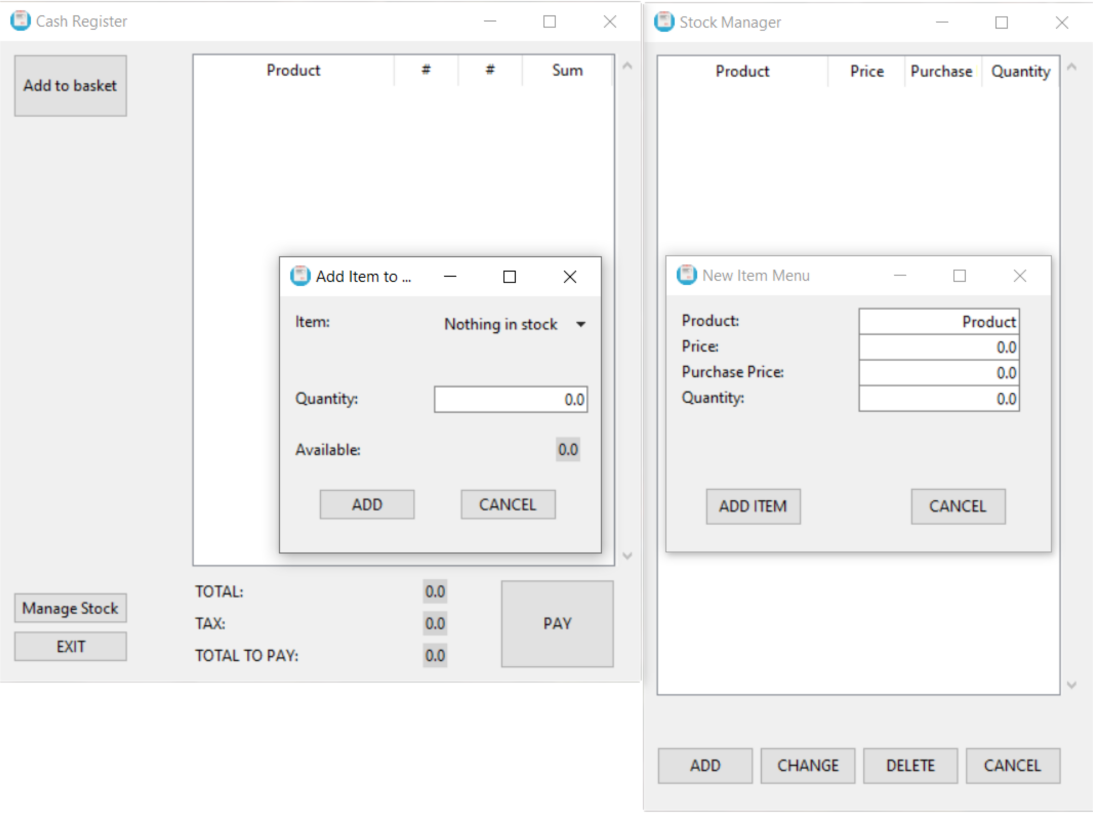 Cash Register
Add to basket
Product # # Sum
Add Item to ...
Item: Nothing in stock
Quantity: 0.0
Available: 0.0
ADD CANCEL
Manage Stock
EXIT
TOTAL: 0.0
TAX: 0.0
TOTAL TO PAY: 0.0
PAY
Stock Manager
Product Price Purchase Quantity
New Item Menu
Product: Product
Price: 0.0
Purchase Price: 0.0
Quantity: 0.0
ADD ITEM CANCEL
ADD CHANGE DELETE CANCEL